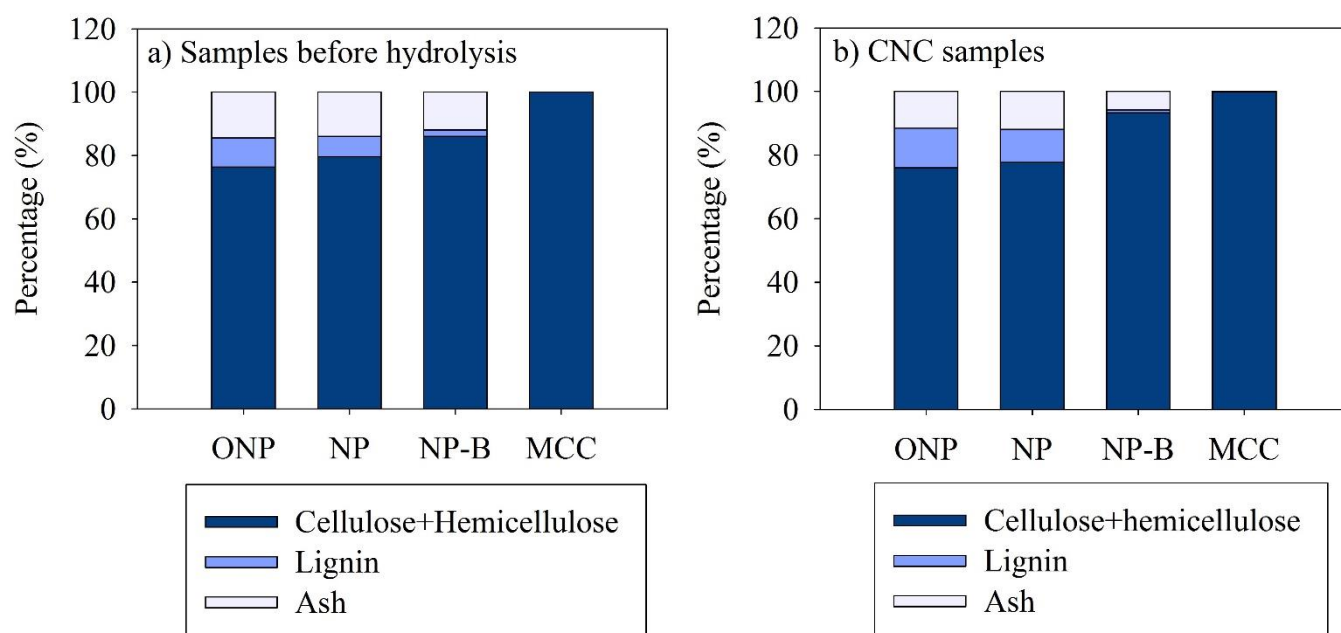 a) Samples before hydrolysis
Percentage (%)
120
100
80
60
40
20
0
ONP NP NP-B MCC
Cellulose+Hemicellulose
Lignin
Ash
b) CNC samples
Percentage (%)
120
100
80
60
40
20
0
ONP NP NP-B MCC
Cellulose+hemicellulose
Lignin
Ash